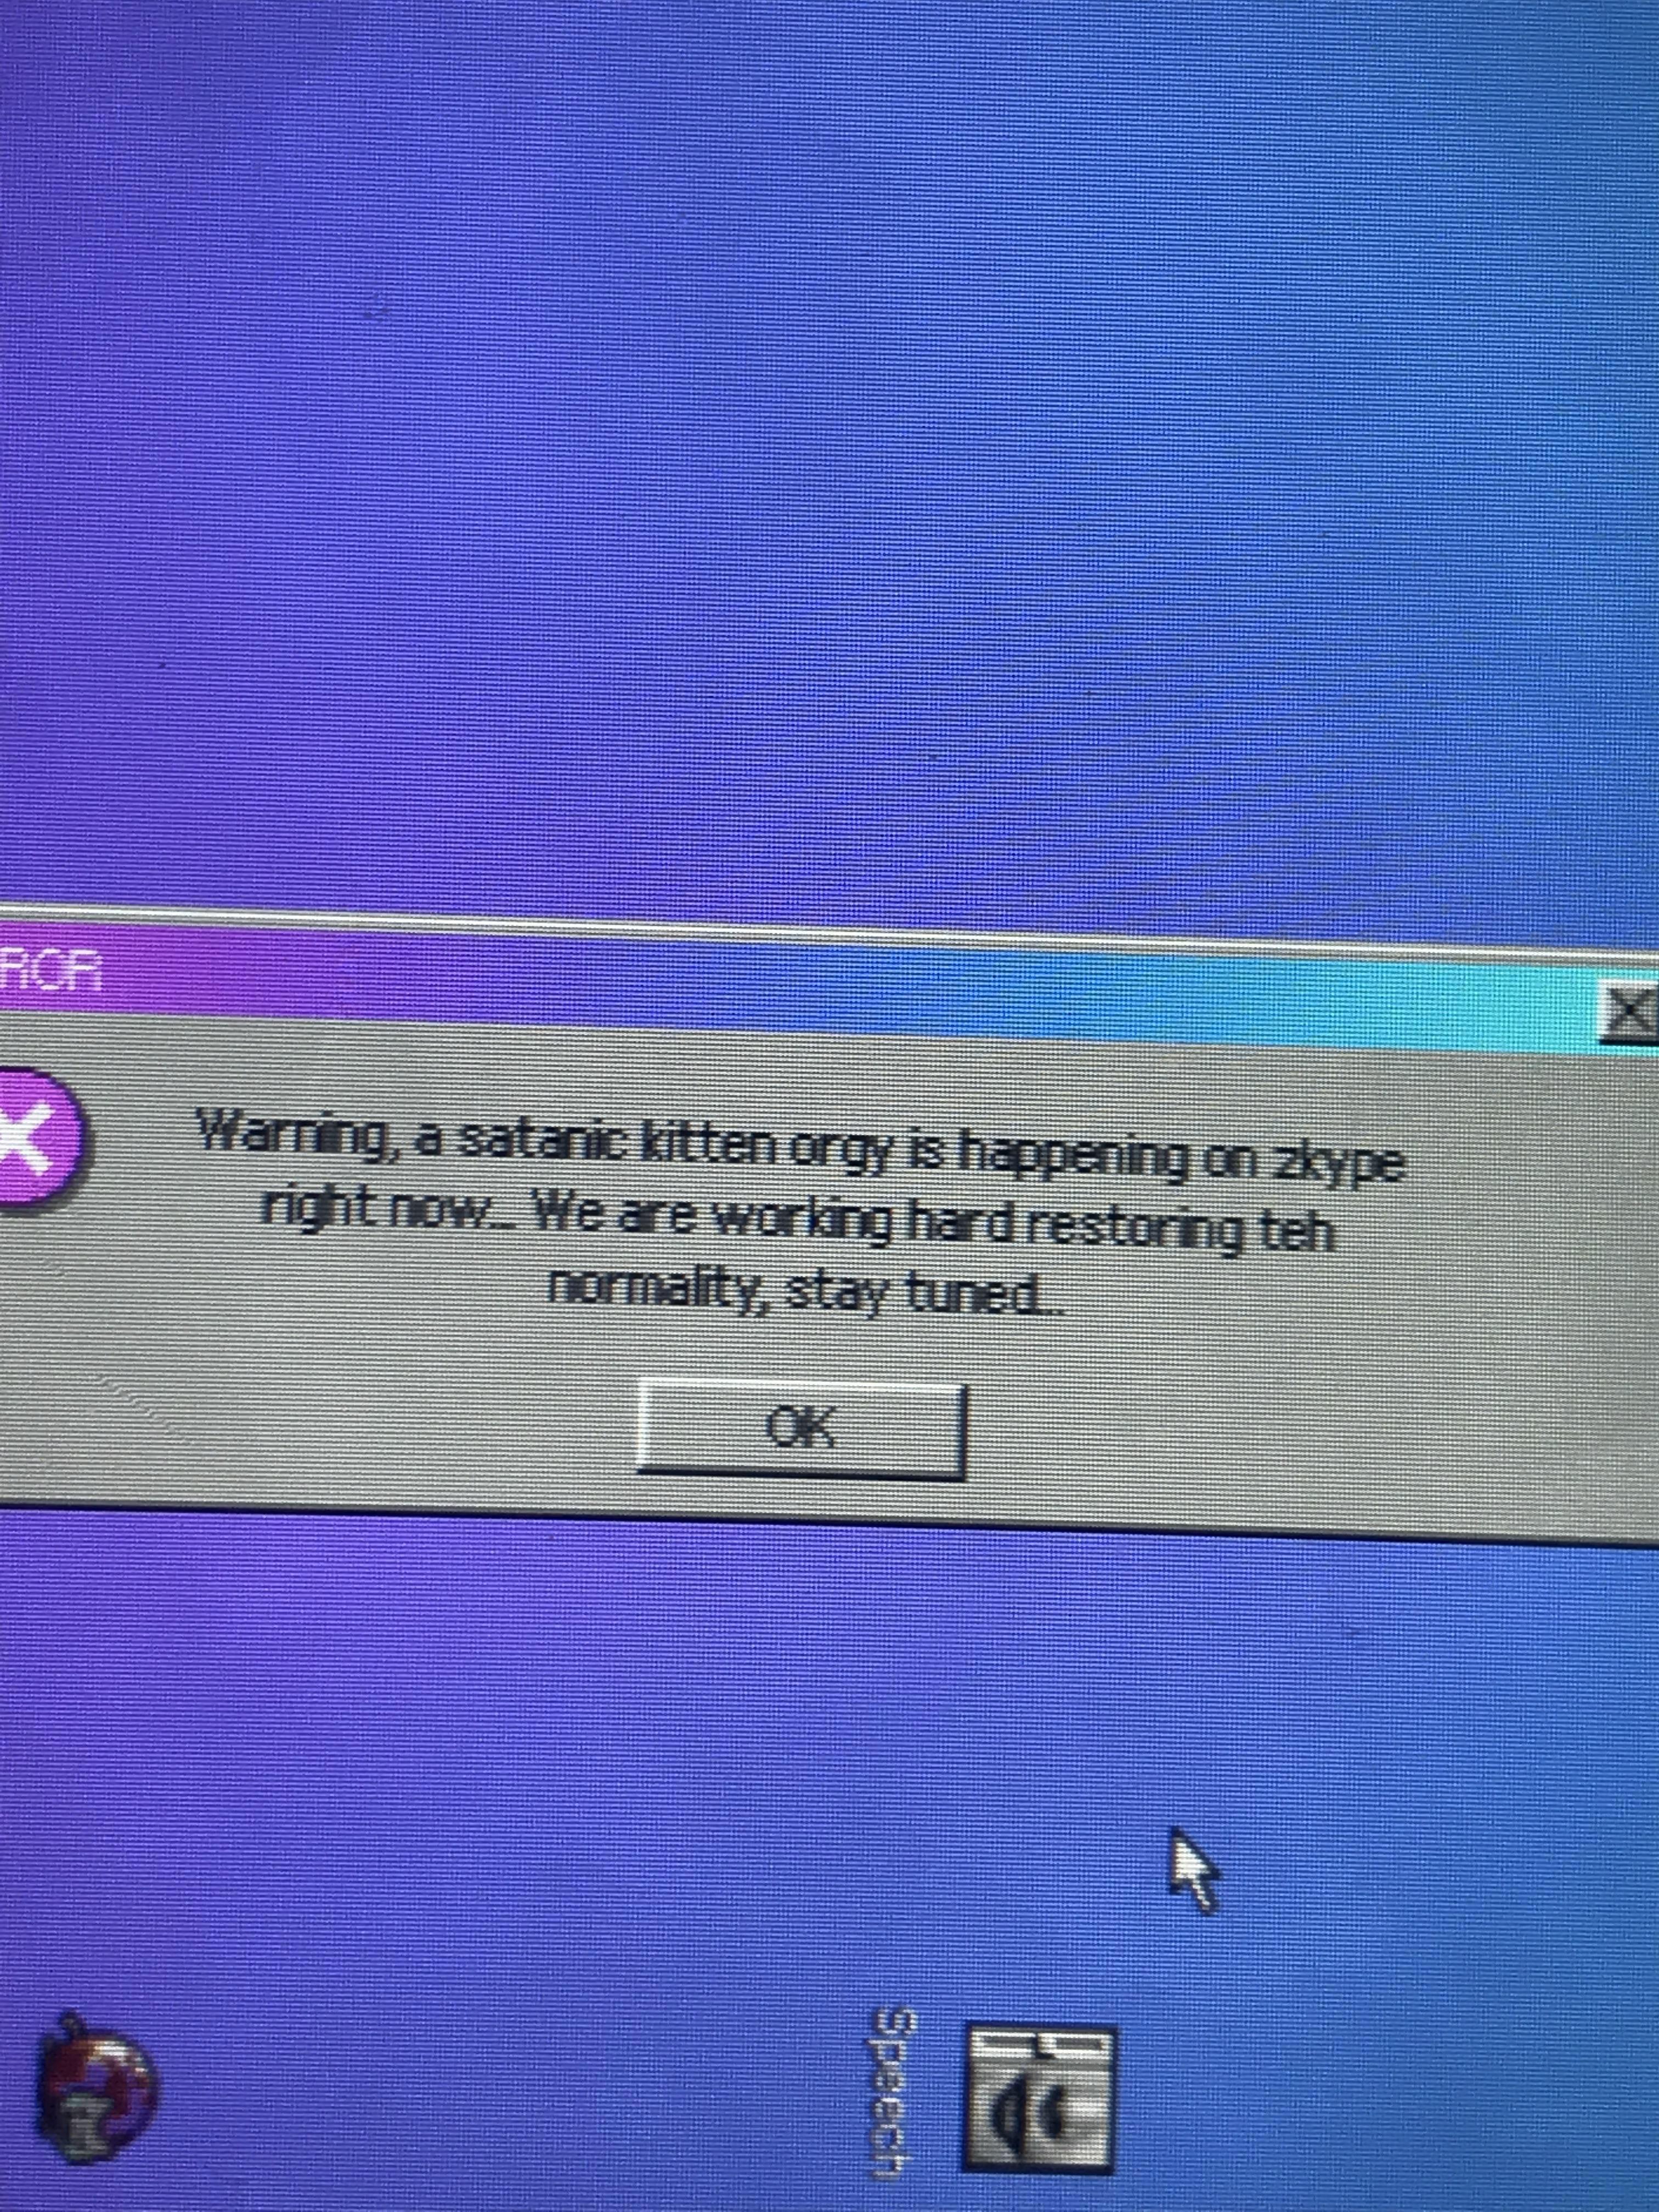 Warning, a satanic kitten orgy is happening on zkype
right now... We are working hard restoring teh
normality, stay tuned...
OK
Speech